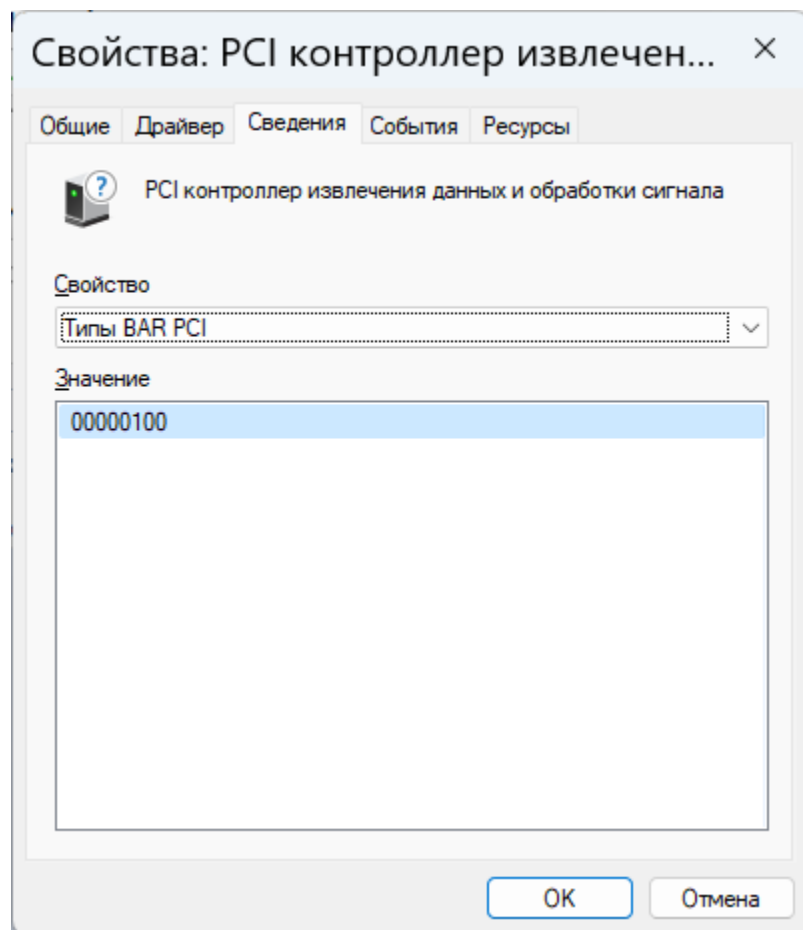 Свойства: PCI контроллер извлечен...
Общие Драйвер Сведения События Ресурсы
PCI контроллер извлечения данных и обработки сигнала
Свойство
Типы BAR PCI
Значение
00000100
OK Отмена